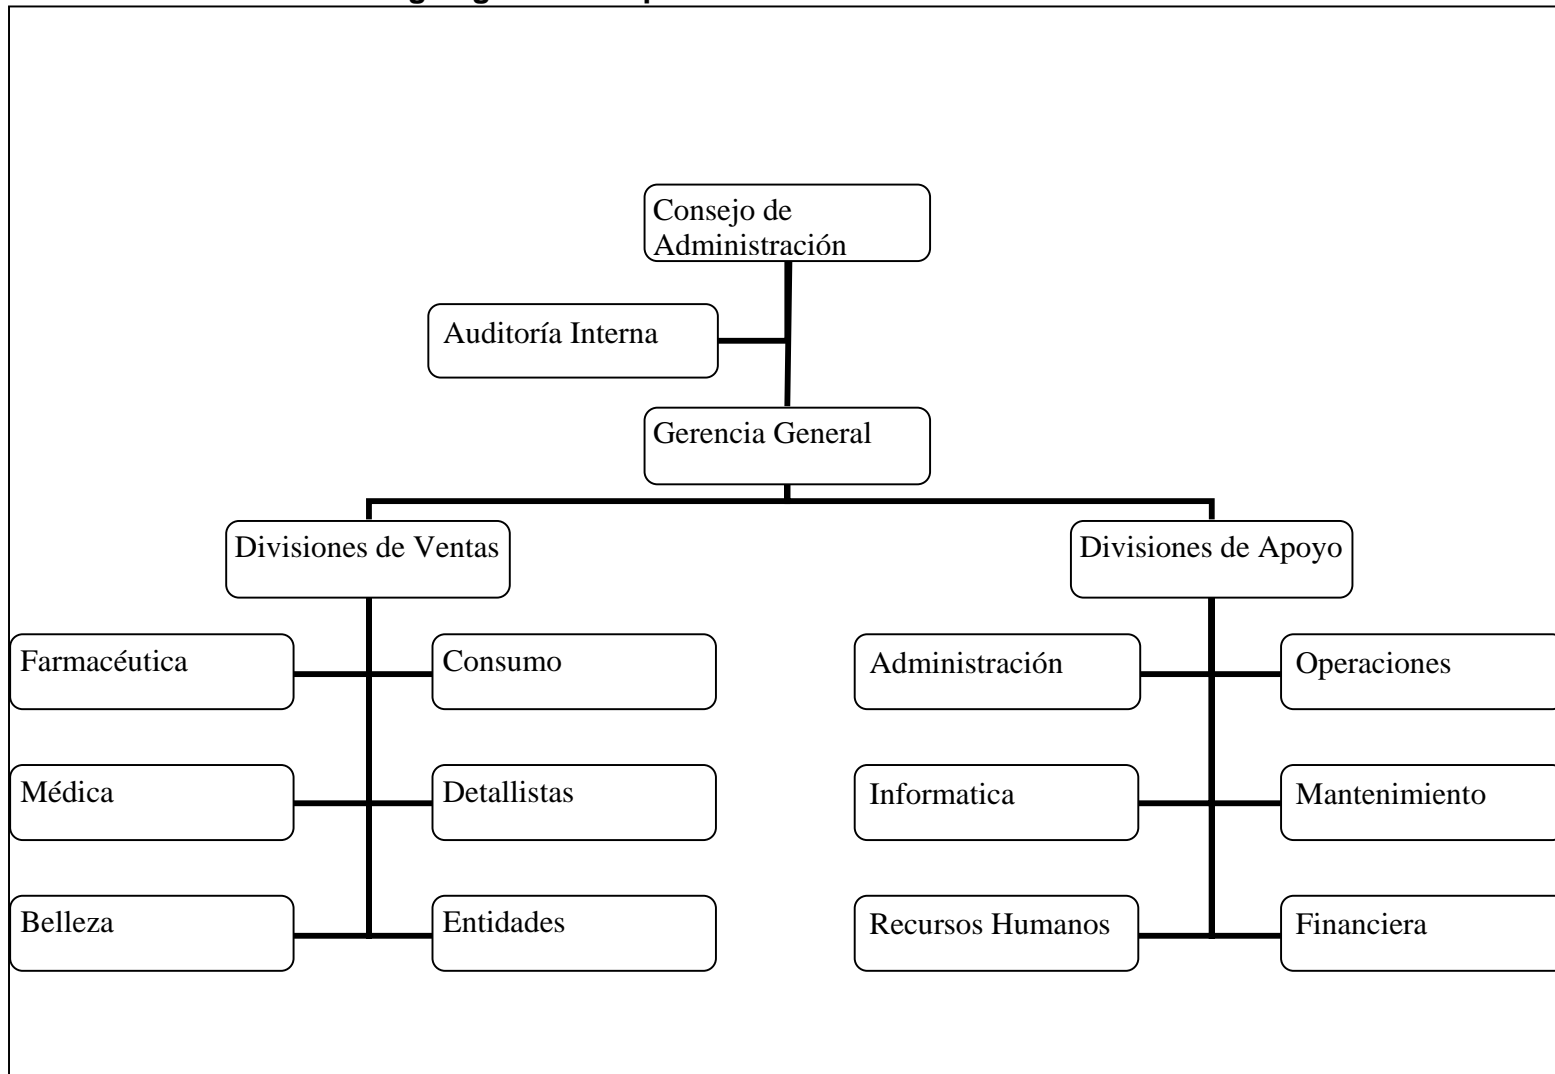 Consejo de
Administración
Auditoría Interna
Gerencia General
Divisiones de Ventas
Divisiones de Apoyo
Farmacéutica
Consumo
Administración
Operaciones
Médica
Detallistas
Informatica
Mantenimiento
Belleza
Entidades
Recursos Humanos
Financiera